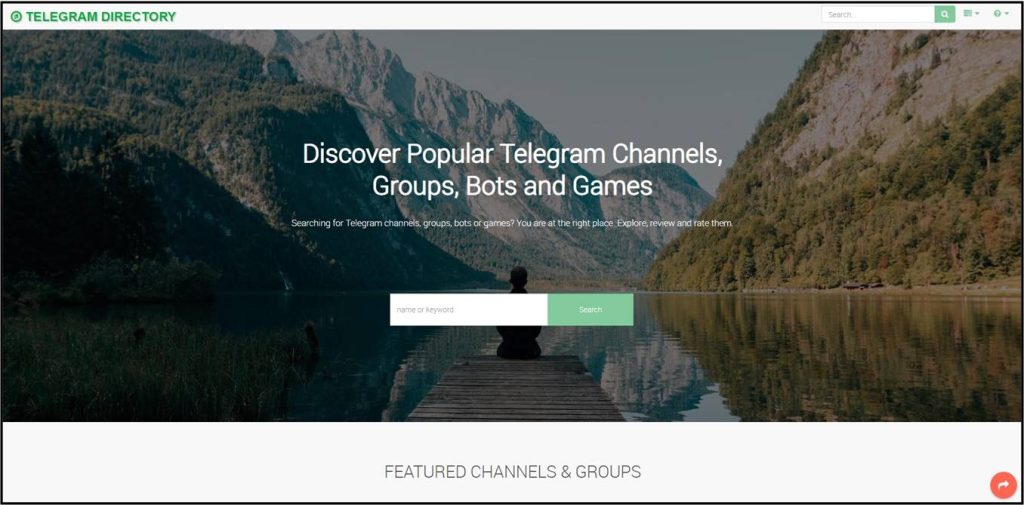 TELEGRAM DIRECTORY
Search...
Discover Popular Telegram Channels,
Groups, Bots and Games
Searching for Telegram channels, groups, bots or games? You are at the right place. Explore, review and rate them.
name or keyword
Search
FEATURED CHANNELS & GROUPS